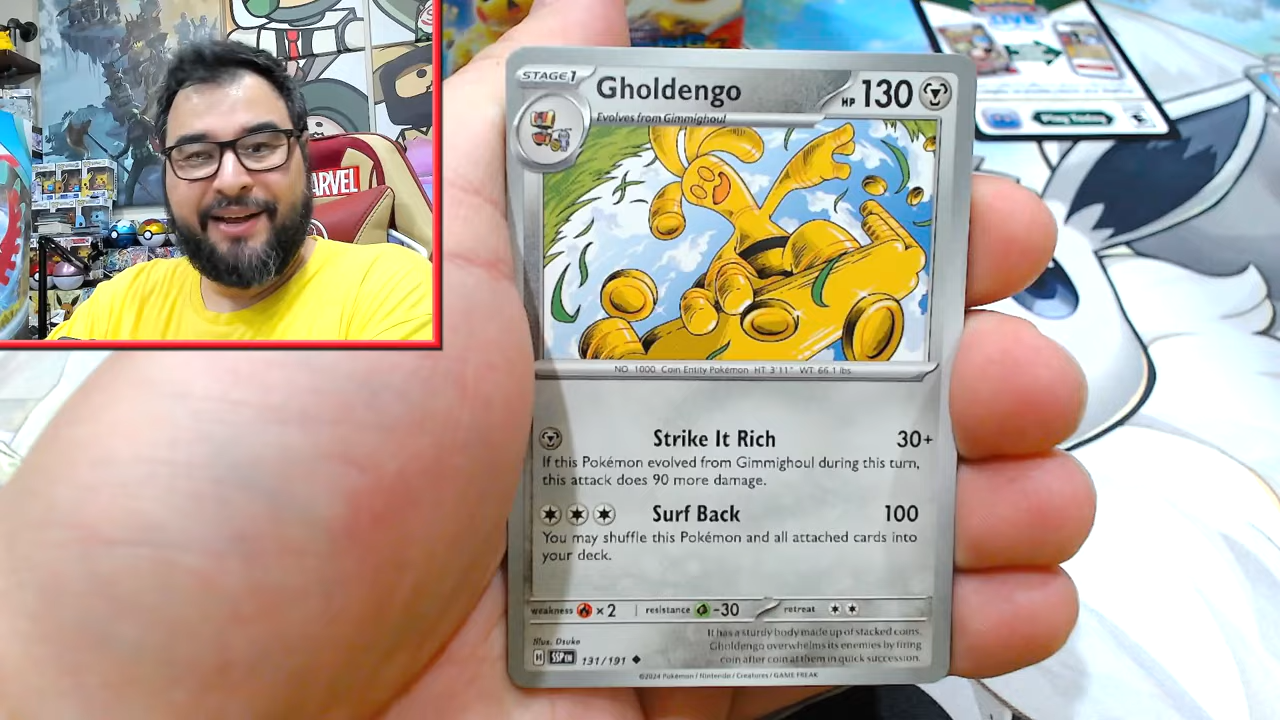 MARVEL
LIVE
Play Today
STAGE 1
Gholdengo
HP 130
Evolves from Gimmighoul
NO. 1000 Coin Entity Pokémon HT: 3'11" WT: 66.1 lbs.
Strike It Rich 30+
If this Pokémon evolved from Gimmighoul during this turn,
this attack does 90 more damage.
Surf Back 100
You may shuffle this Pokémon and all attached cards into
your deck.
weakness ×2 resistance -30 retreat
Illus. Dsuke
It has a sturdy body made up of stacked coins.
Gholdengo overwhelms its enemies by firing
coin after coin at them in quick succession.
H SSP EN 131/191
©2024 Pokémon / Nintendo / Creatures / GAME FREAK